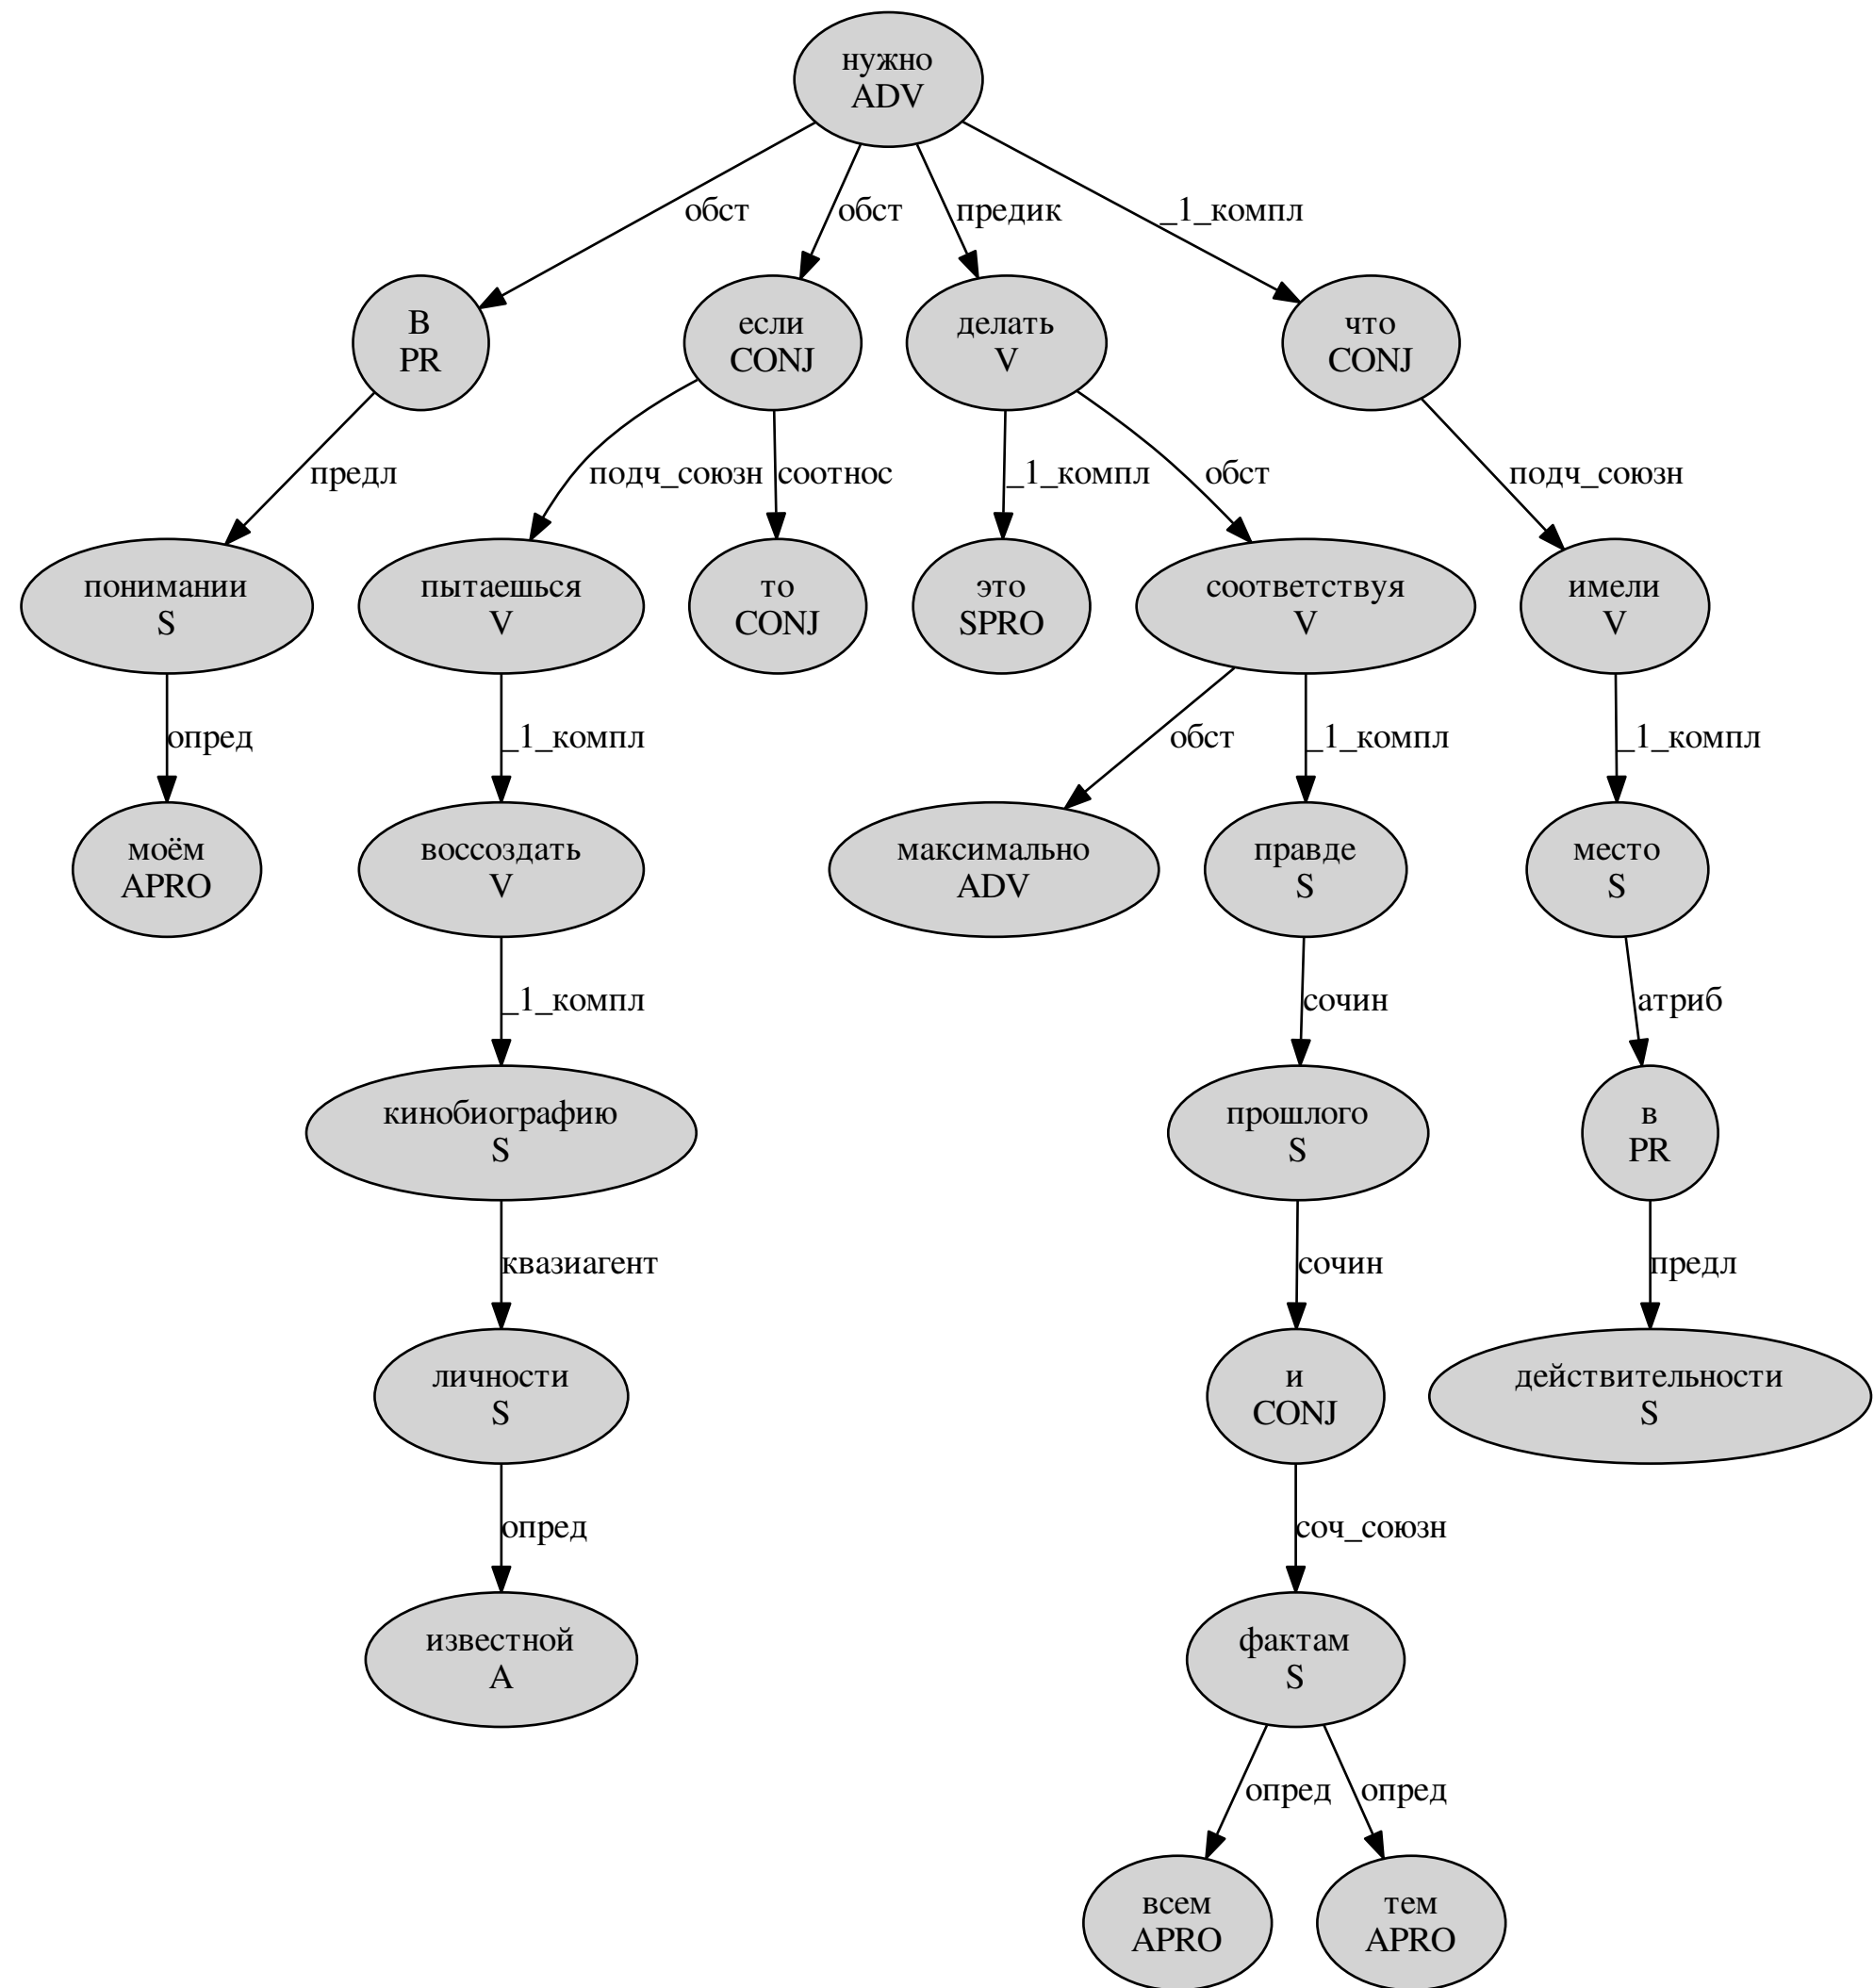 нужно
ADV
обст
обст
предик
_1_компл
В
PR
если
CONJ
делать
V
что
CONJ
предл
подч_союзн
соотнос
_1_компл
обст
подч_союзн
понимании
S
пытаешься
V
то
CONJ
это
SPRO
соответствуя
V
имели
V
опред
_1_компл
обст
_1_компл
_1_компл
моём
APRO
воссоздать
V
максимально
ADV
правде
S
место
S
_1_компл
сочин
атриб
кинобиографию
S
прошлого
S
в
PR
квазиагент
сочин
предл
личности
S
и
CONJ
действительности
S
опред
соч_союзн
известной
A
фактам
S
опред
опред
всем
APRO
тем
APRO